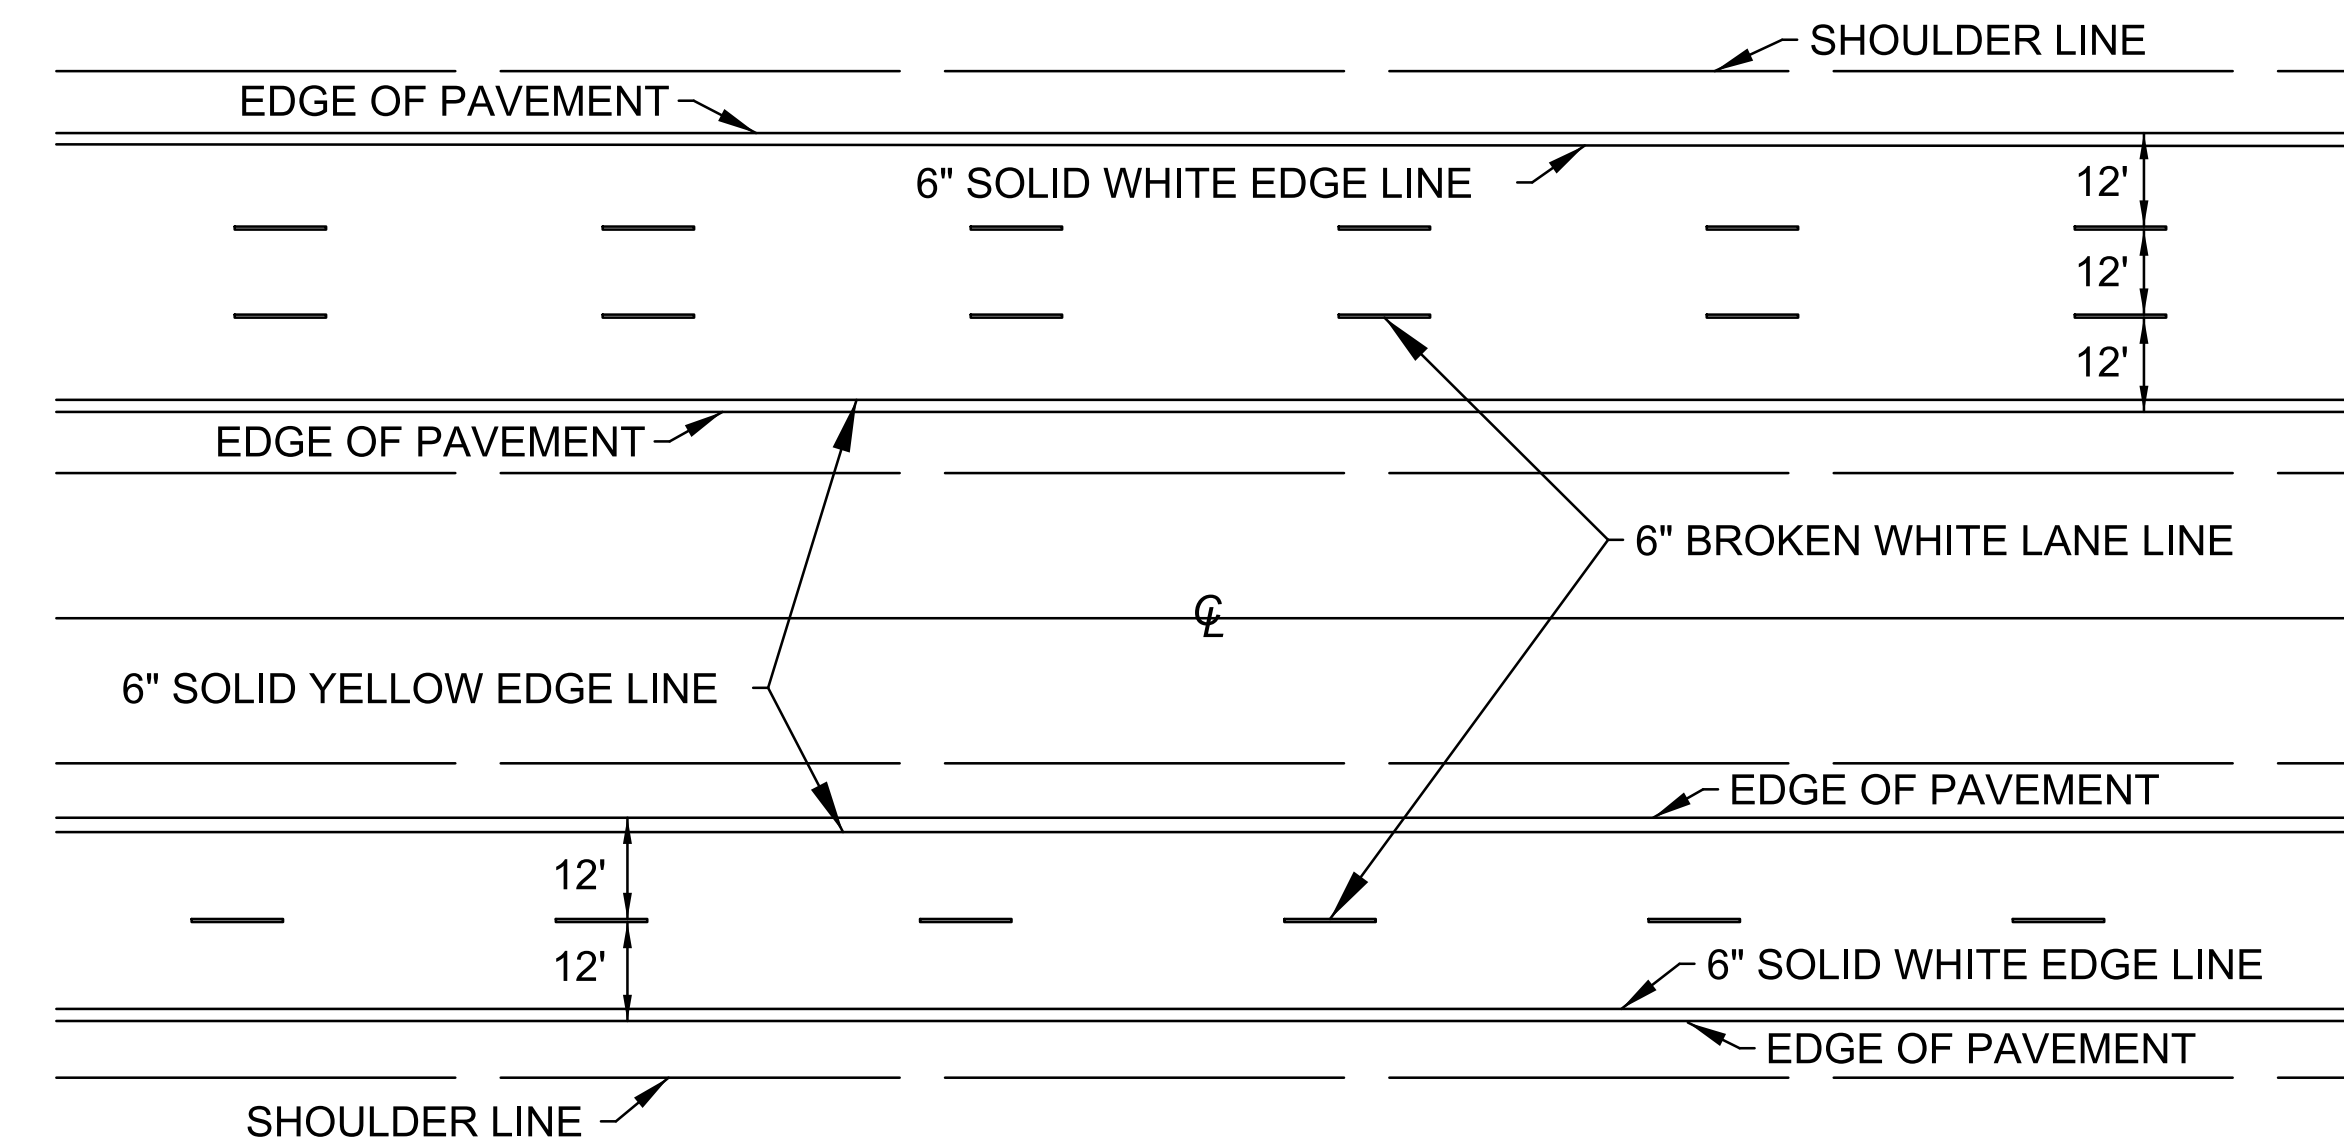 SHOULDER LINE
EDGE OF PAVEMENT
6" SOLID WHITE EDGE LINE
12'
12'
12'
EDGE OF PAVEMENT
6" BROKEN WHITE LANE LINE
℄
6" SOLID YELLOW EDGE LINE
EDGE OF PAVEMENT
12'
12'
6" SOLID WHITE EDGE LINE
EDGE OF PAVEMENT
SHOULDER LINE